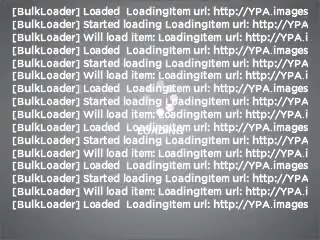 [BulkLoader] Loaded  LoadingItem url: http://YPA.images
[BulkLoader] Started loading LoadingItem url: http://YPA
[BulkLoader] Will load item: LoadingItem url: http://YPA.i
[BulkLoader] Loaded  LoadingItem url: http://YPA.images
[BulkLoader] Started loading LoadingItem url: http://YPA
[BulkLoader] Will load item: LoadingItem url: http://YPA.i
[BulkLoader] Loaded  LoadingItem url: http://YPA.images
[BulkLoader] Started loading LoadingItem url: http://YPA
[BulkLoader] Will load item: LoadingItem url: http://YPA.i
[BulkLoader] Loaded  LoadingItem url: http://YPA.images
LOADING
[BulkLoader] Started loading LoadingItem url: http://YPA
[BulkLoader] Will load item: LoadingItem url: http://YPA.i
[BulkLoader] Loaded  LoadingItem url: http://YPA.images
[BulkLoader] Started loading LoadingItem url: http://YPA
[BulkLoader] Will load item: LoadingItem url: http://YPA.i
[BulkLoader] Loaded  LoadingItem url: http://YPA.images